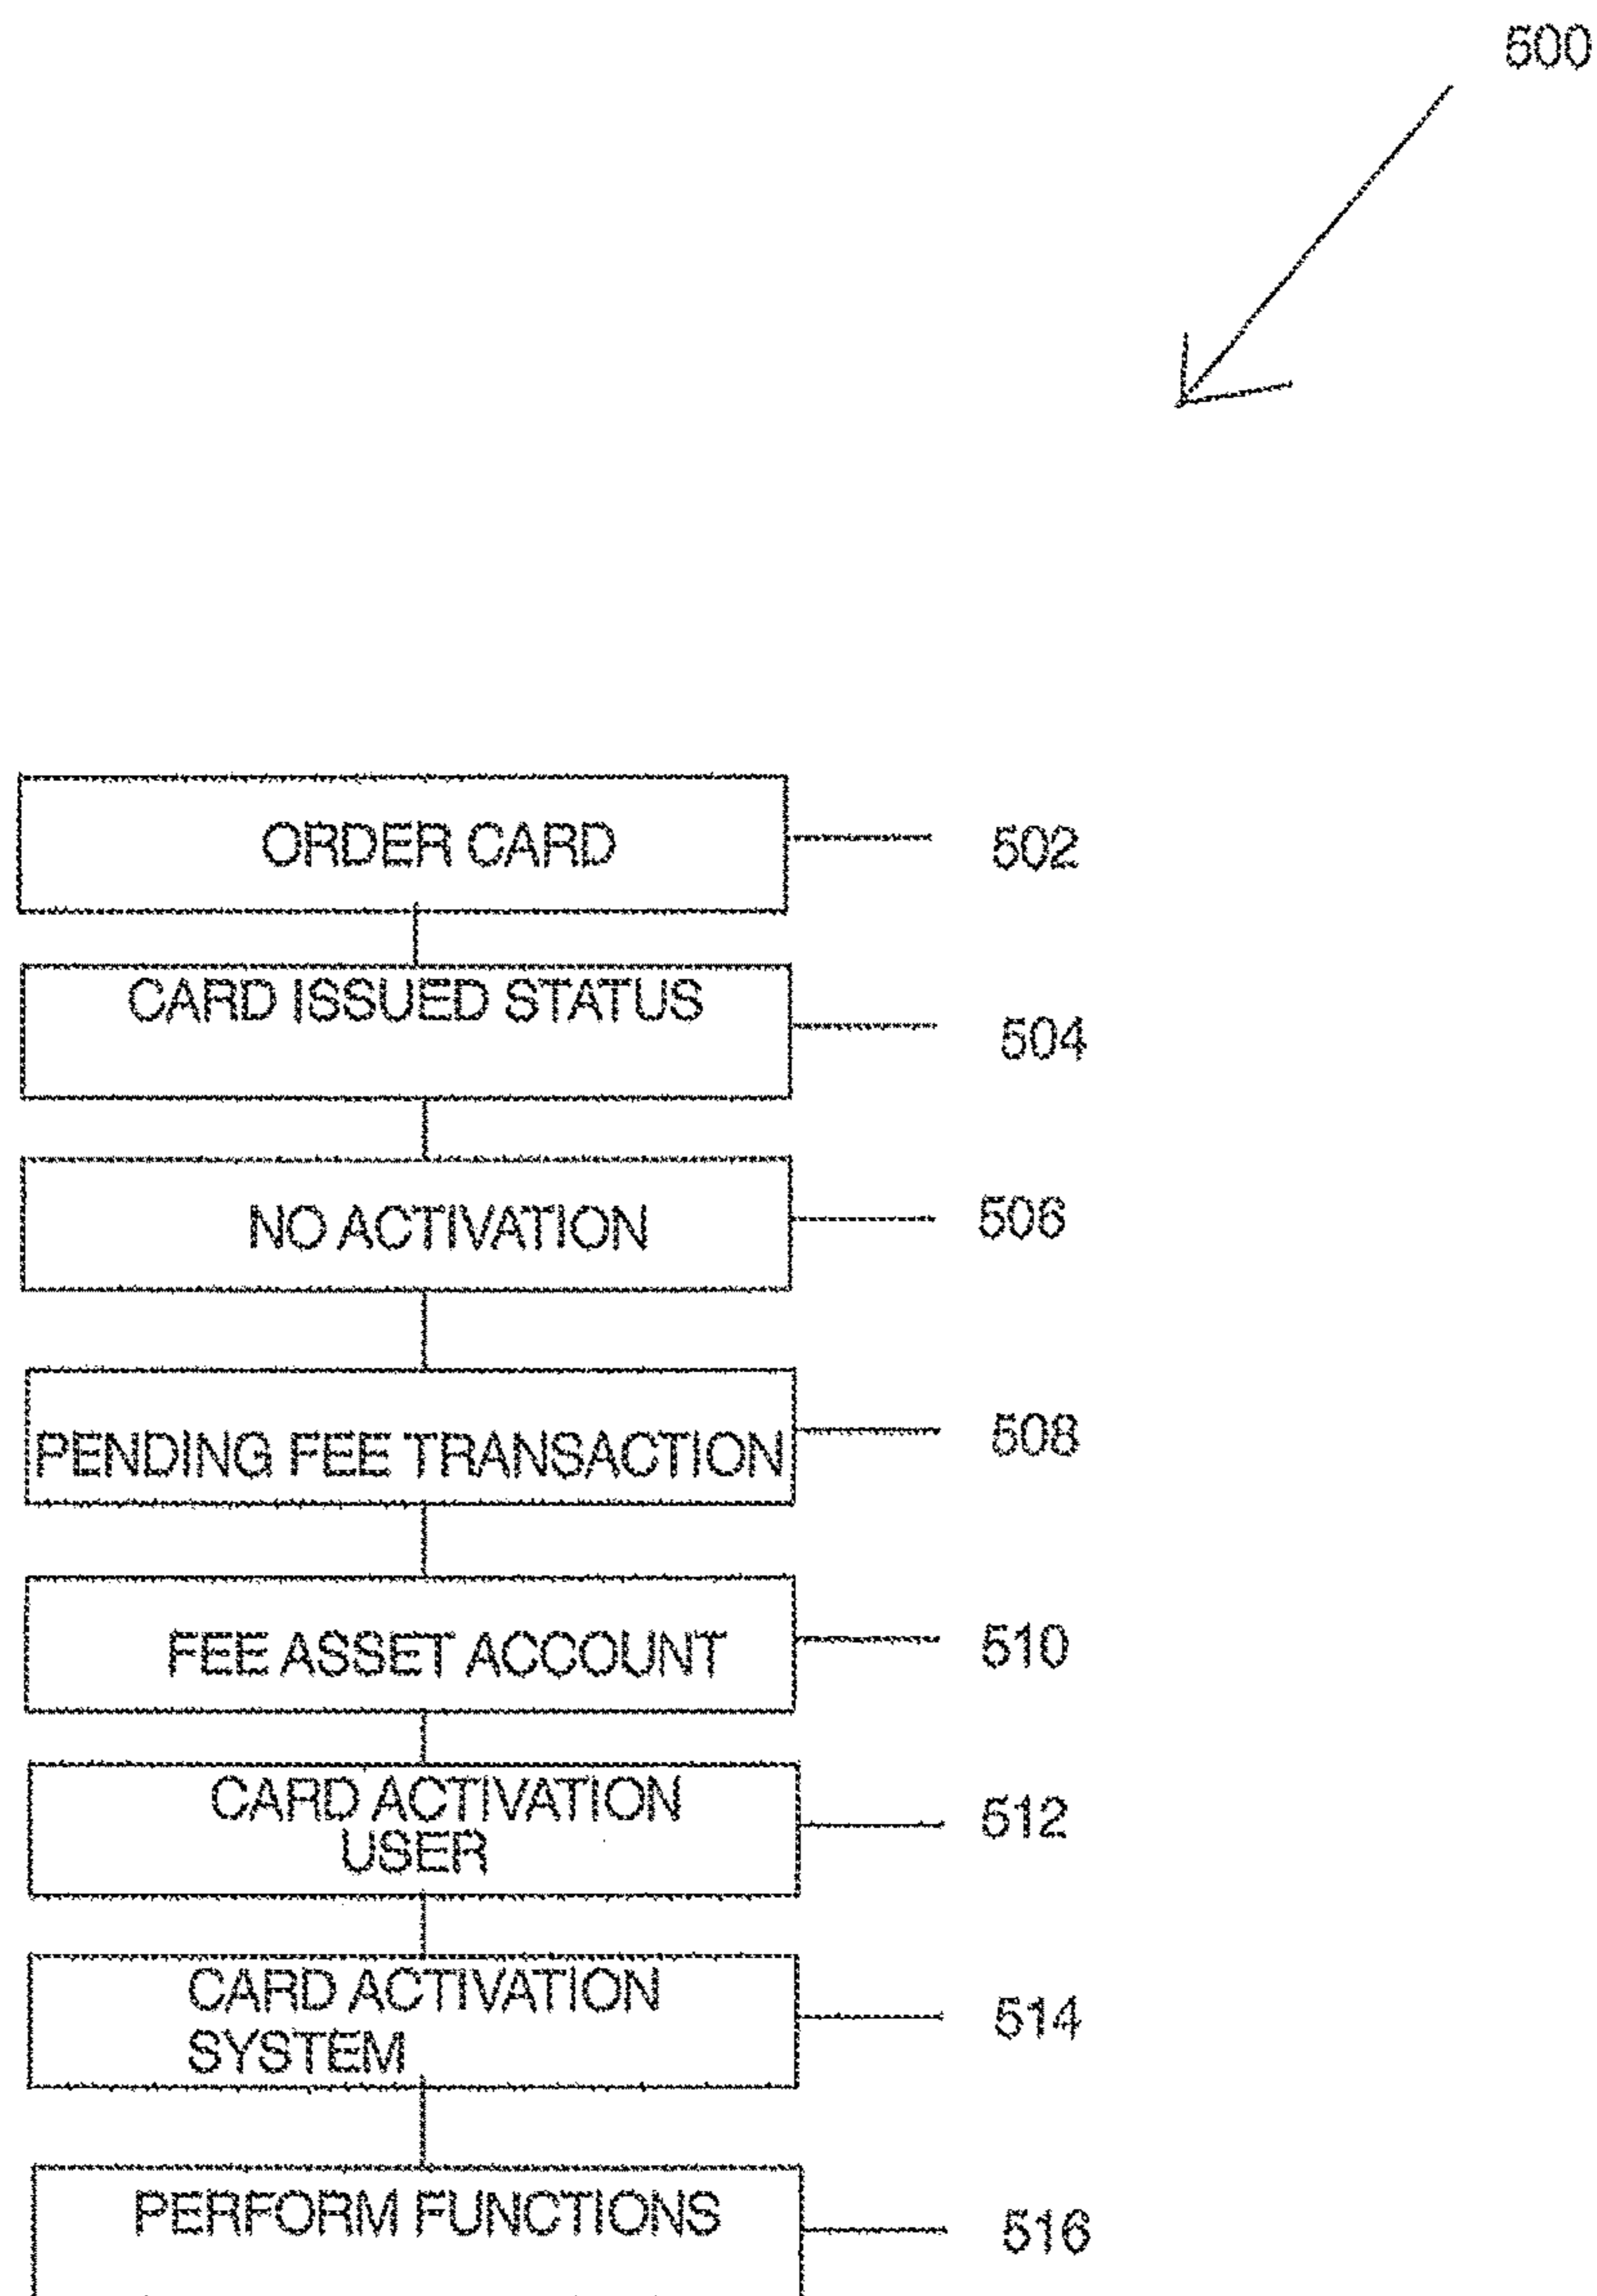 500
ORDER CARD
502
CARD ISSUED STATUS
504
NO ACTIVATION
506
PENDING FEE TRANSACTION
508
FEE ASSET ACCOUNT
510
CARD ACTIVATION
USER
512
CARD ACTIVATION
SYSTEM
514
PERFORM FUNCTIONS
516